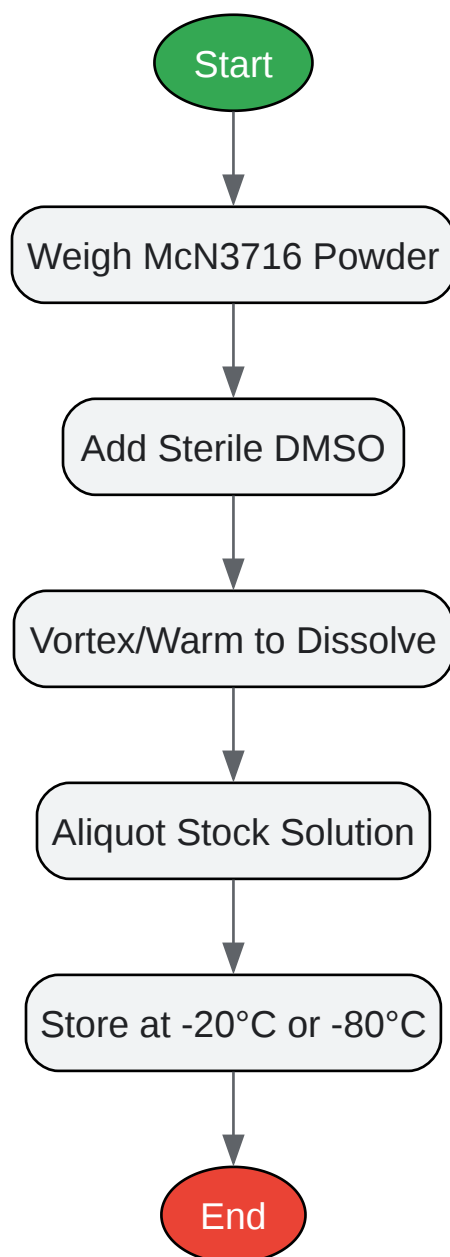 Start
Weigh McN3716 Powder
Add Sterile DMSO
Vortex/Warm to Dissolve
Aliquot Stock Solution
Store at -20°C or -80°C
End